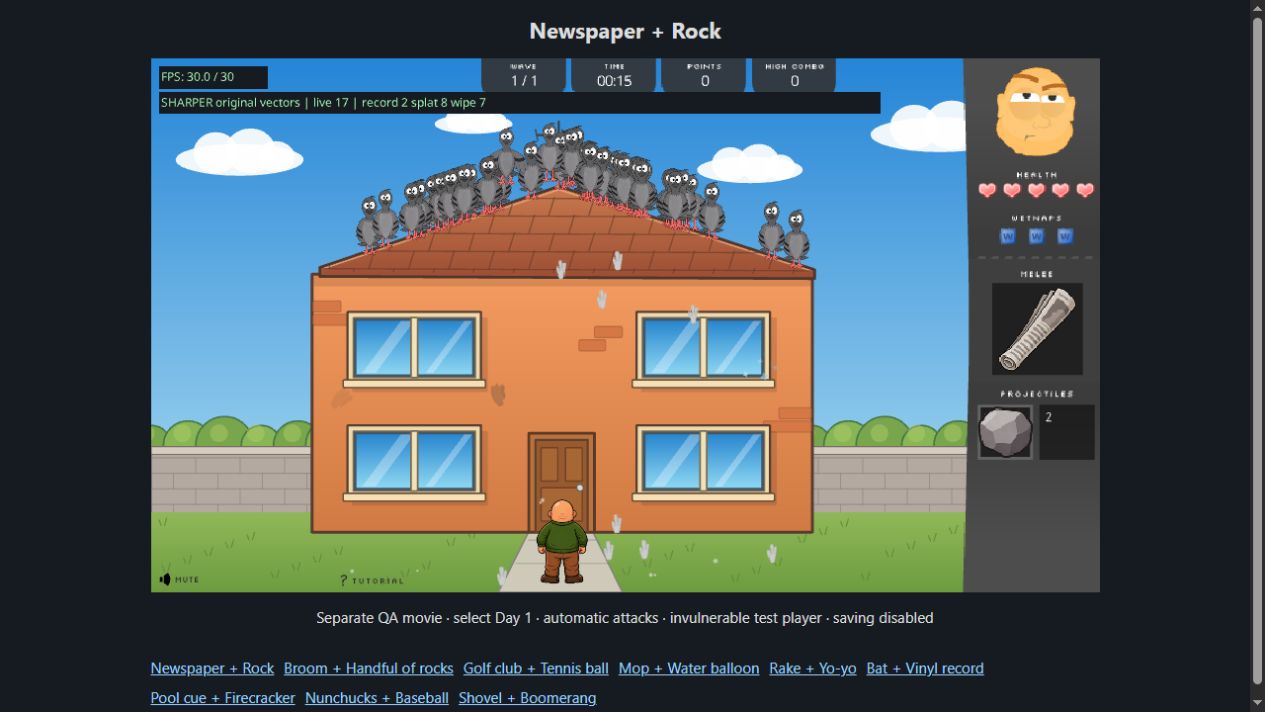 Newspaper + Rock
FPS: 30.0 / 30
WAVE
1 / 1
TIME
00:15
POINTS
0
HIGH COMBO
0
SHARPER original vectors | live 17 | record 2 splat 8 wipe 7
HEALTH
WETNAPS
W W W
MELEE
PROJECTILES
2
MUTE
? TUTORIAL
Separate QA movie · select Day 1 · automatic attacks · invulnerable test player · saving disabled
Newspaper + Rock Broom + Handful of rocks Golf club + Tennis ball Mop + Water balloon Rake + Yo-yo Bat + Vinyl record
Pool cue + Firecracker Nunchucks + Baseball Shovel + Boomerang